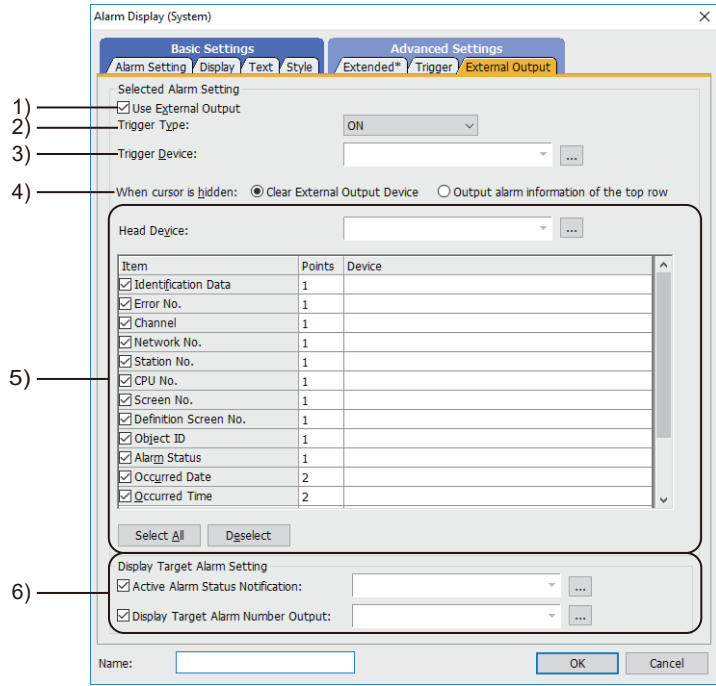 Alarm Display (System)
Basic Settings
Advanced Settings
Alarm Setting Display Text Style Extended* Trigger External Output
Selected Alarm Setting
1) Use External Output
2) Trigger Type: ON
3) Trigger Device: ...
4) When cursor is hidden: Clear External Output Device Output alarm information of the top row
Head Device: ...
Item Points Device
Identification Data 1
Error No. 1
Channel 1
Network No. 1
Station No. 1
5) CPU No. 1
Screen No. 1
Definition Screen No. 1
Object ID 1
Alarm Status 1
Occurred Date 2
Occurred Time 2
Select All Deselect
Display Target Alarm Setting
6) Active Alarm Status Notification: ...
Display Target Alarm Number Output: ...
Name: OK Cancel